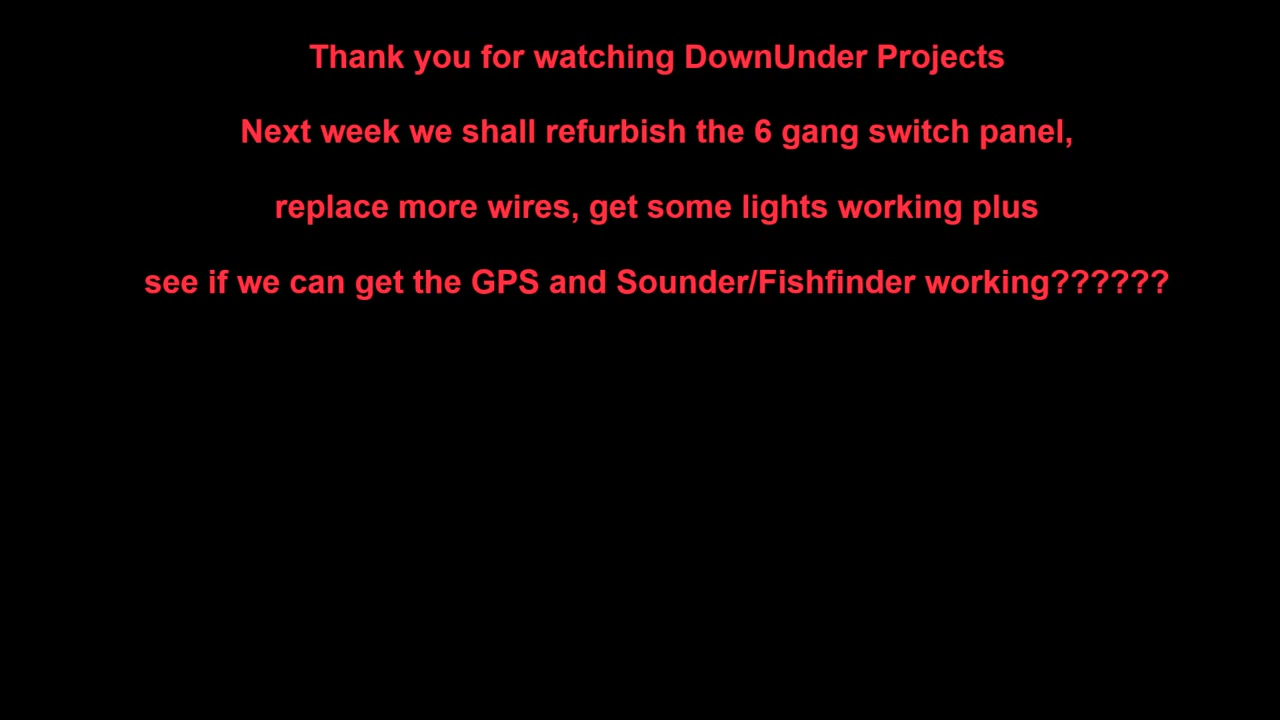 Thank you for watching DownUnder Projects
Next week we shall refurbish the 6 gang switch panel,
replace more wires, get some lights working plus
see if we can get the GPS and Sounder/Fishfinder working??????